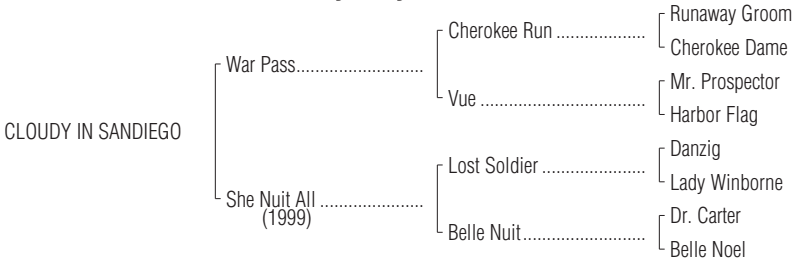 Runaway Groom
Cherokee Run ....................
Cherokee Dame
War Pass............................
Mr. Prospector
Vue .....................................
Harbor Flag
CLOUDY IN SANDIEGO
Danzig
Lost Soldier ........................
Lady Winborne
She Nuit All .......................
(1999)
Dr. Carter
Belle Nuit...........................
Belle Noel